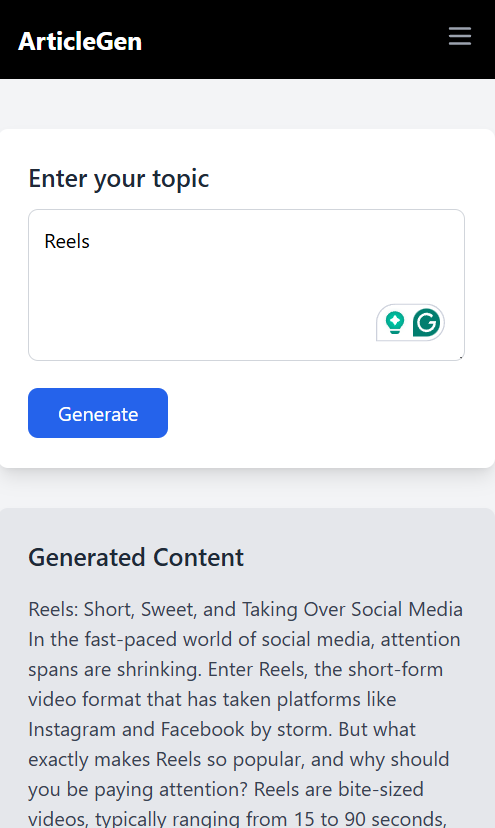 ArticleGen
Enter your topic
Reels
G
Generate
Generated Content
Reels: Short, Sweet, and Taking Over Social Media
In the fast-paced world of social media, attention
spans are shrinking. Enter Reels, the short-form
video format that has taken platforms like
Instagram and Facebook by storm. But what
exactly makes Reels so popular, and why should
you be paying attention? Reels are bite-sized
videos, typically ranging from 15 to 90 seconds,